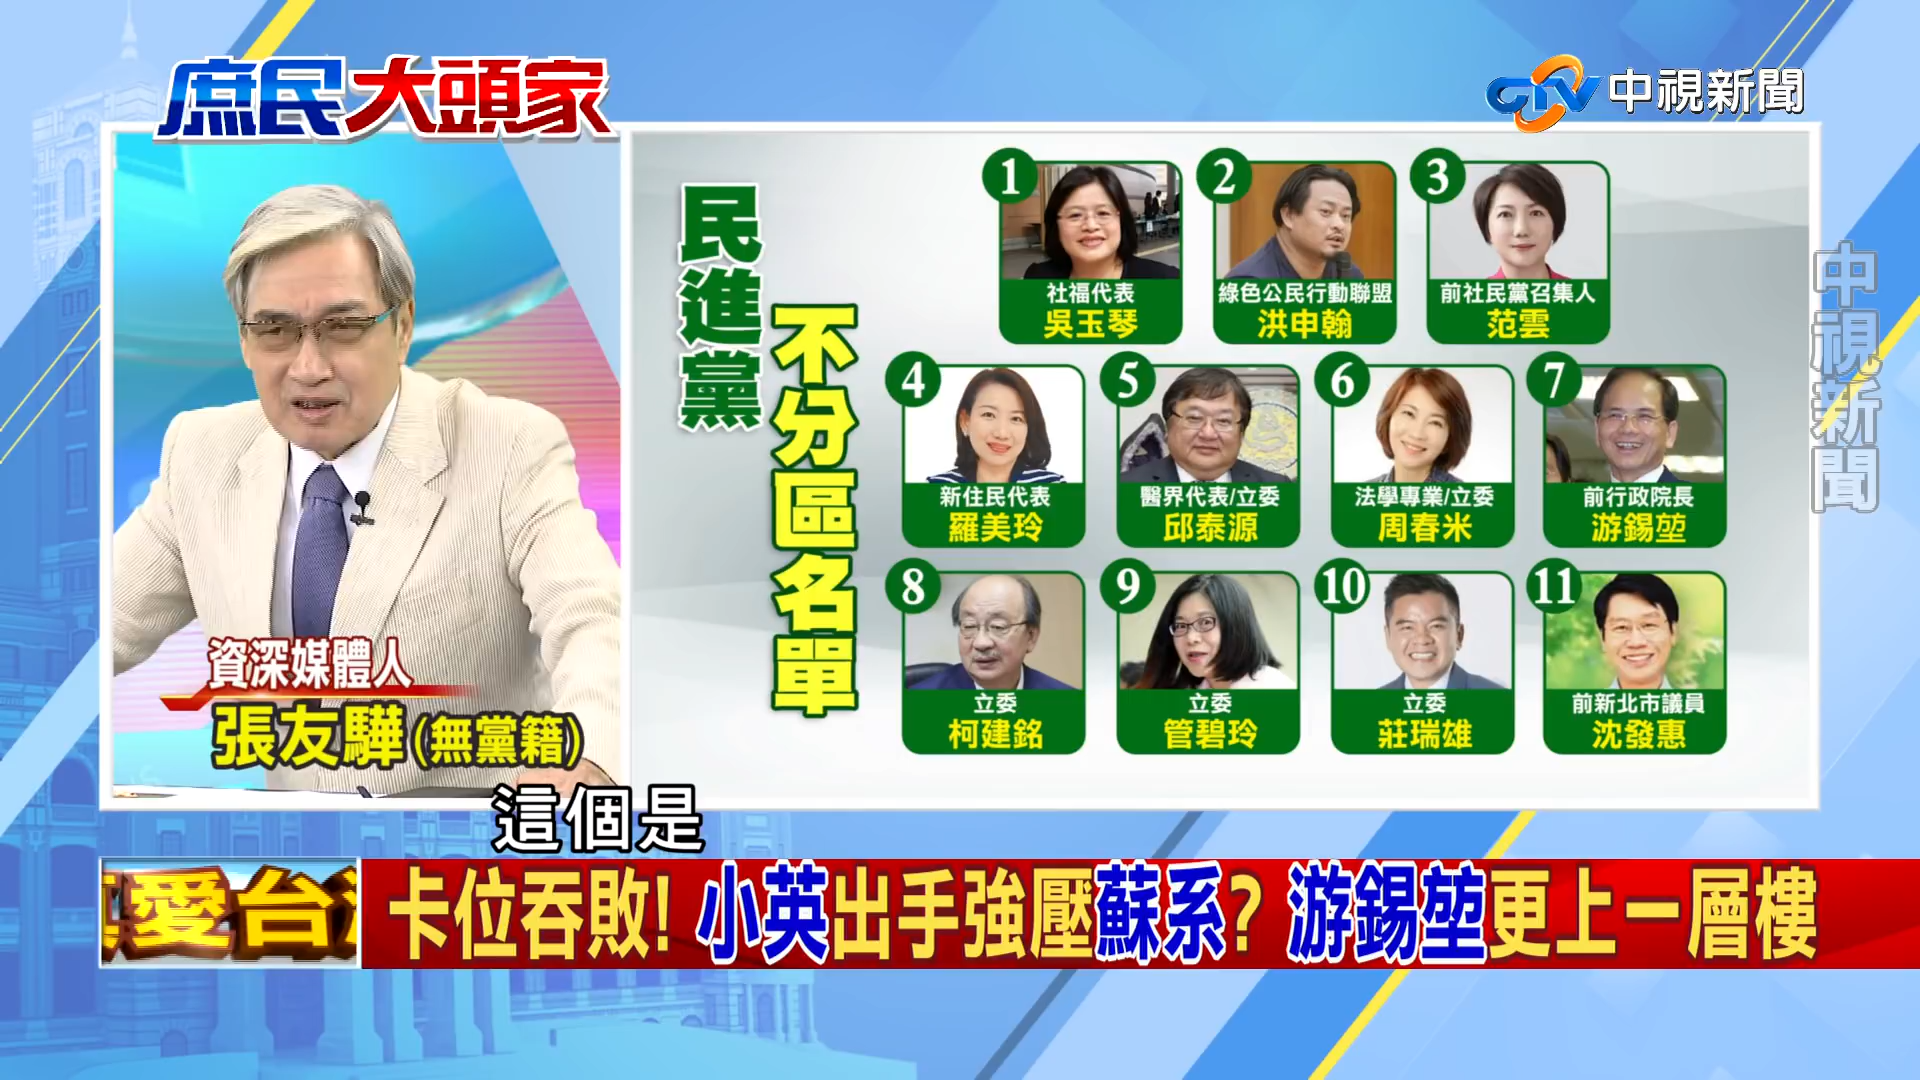 庶民大頭家
CTV 中視新聞
中視新聞
民進黨
不分區名單
1
社福代表
吳玉琴
2
綠色公民行動聯盟
洪申翰
3
前社民黨召集人
范雲
4
新住民代表
羅美玲
5
醫界代表/立委
邱泰源
6
法學專業/立委
周春米
7
前行政院長
游錫堃
8
立委
柯建銘
9
立委
管碧玲
10
立委
莊瑞雄
11
前新北市議員
沈發惠
資深媒體人
張友驊(無黨籍)
這個是
愛台
卡位吞敗! 小英出手強壓蘇系? 游錫堃更上一層樓